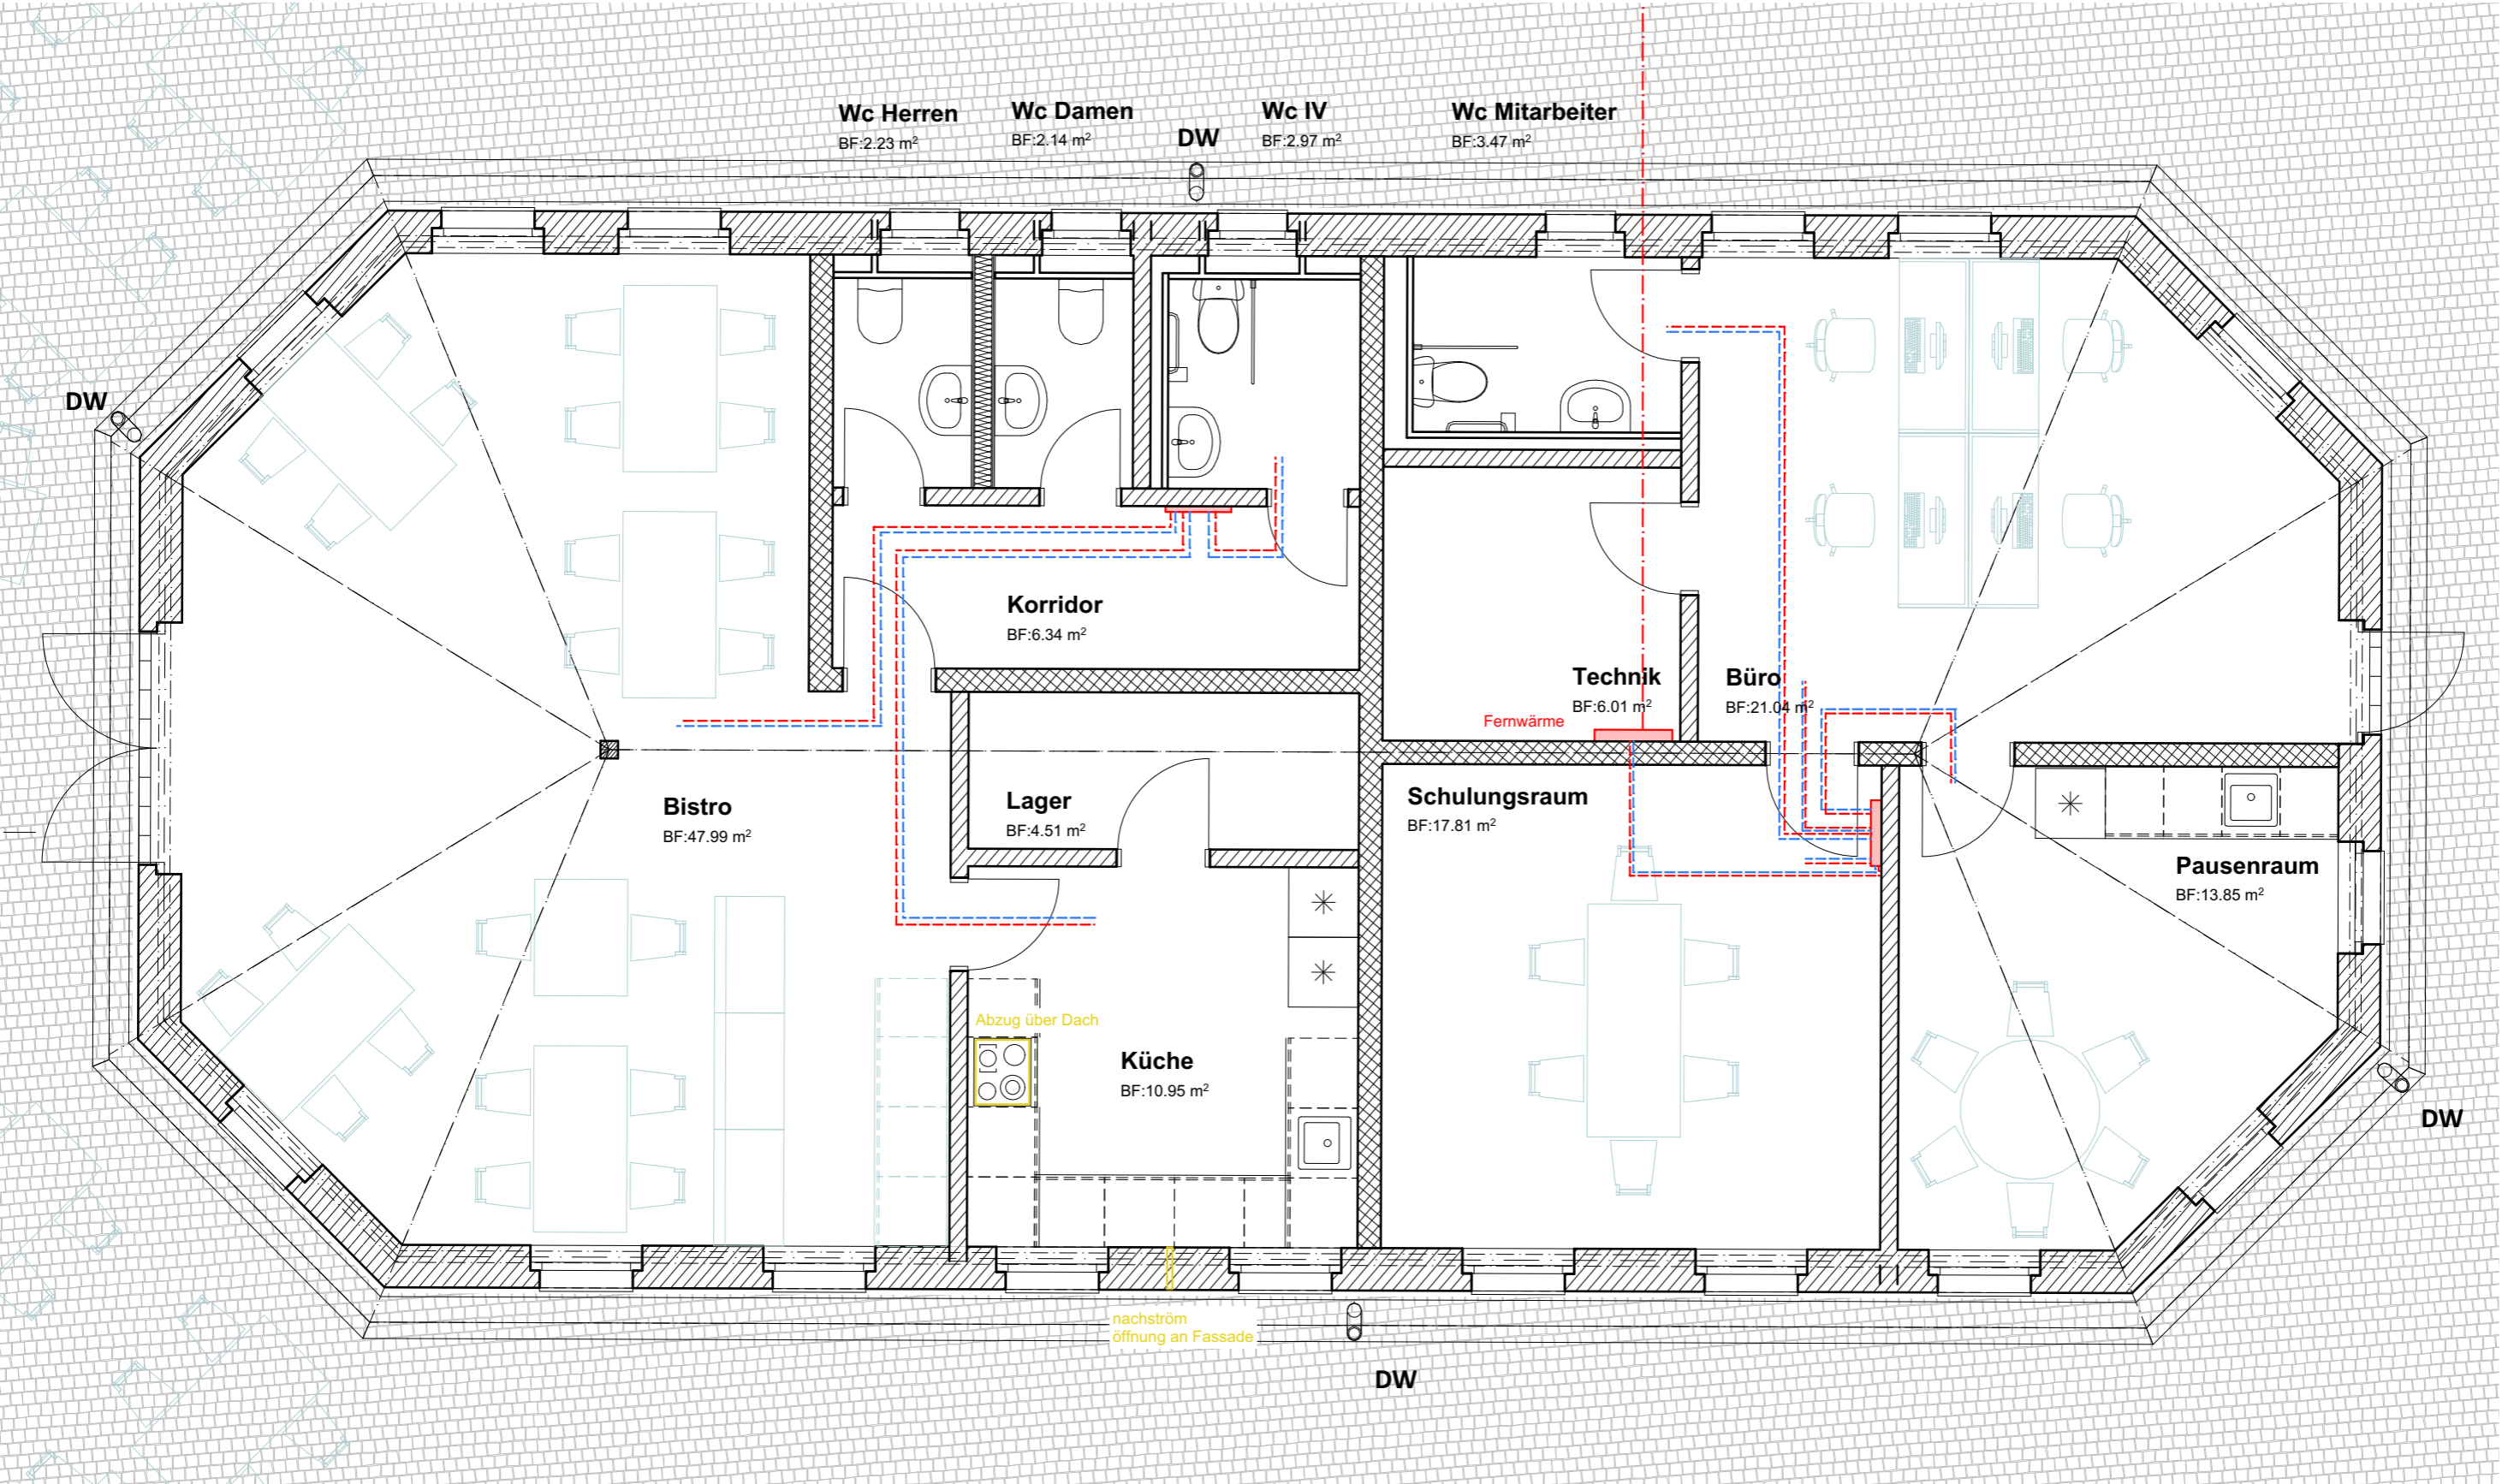 Wc Herren
BF:2.23 m²
Wc Damen
BF:2.14 m²
DW
Wc IV
BF:2.97 m²
Wc Mitarbeiter
BF:3.47 m²
DW
Korridor
BF:6.34 m²
Technik
BF:6.01 m²
Fernwärme
Büro
BF:21.04 m²
Bistro
BF:47.99 m²
Lager
BF:4.51 m²
Schulungsraum
BF:17.81 m²
Pausenraum
BF:13.85 m²
Abzug über Dach
Küche
BF:10.95 m²
DW
nachström
öffnung an Fassade
DW